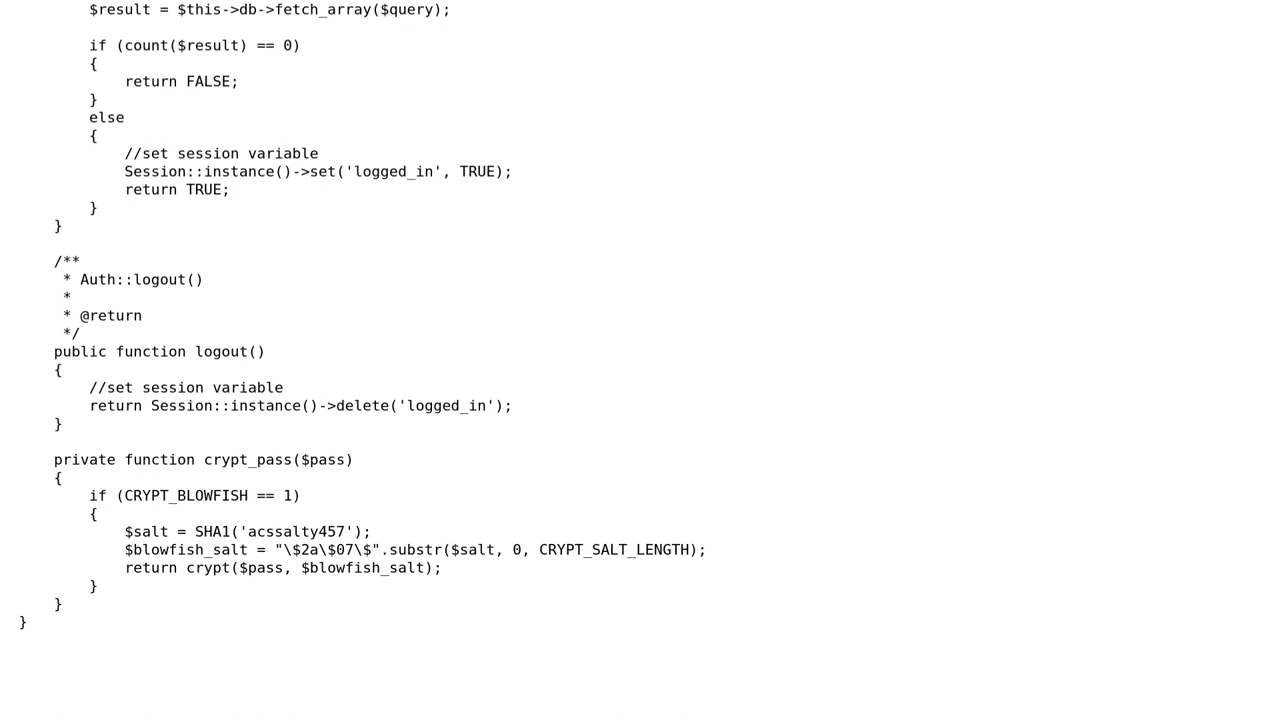 $result = $this->db->fetch_array($query);
if (count($result) == 0)
{
return FALSE;
}
else
{
//set session variable
Session::instance()->set('logged_in', TRUE);
return TRUE;
}
}
/**
* Auth::logout()
*
* @return
*/
public function logout()
{
//set session variable
return Session::instance()->delete('logged_in');
}
private function crypt_pass($pass)
{
if (CRYPT_BLOWFISH == 1)
{
$salt = SHA1('acssalty457');
$blowfish_salt = "\$2a\$07\$".substr($salt, 0, CRYPT_SALT_LENGTH);
return crypt($pass, $blowfish_salt);
}
}
}